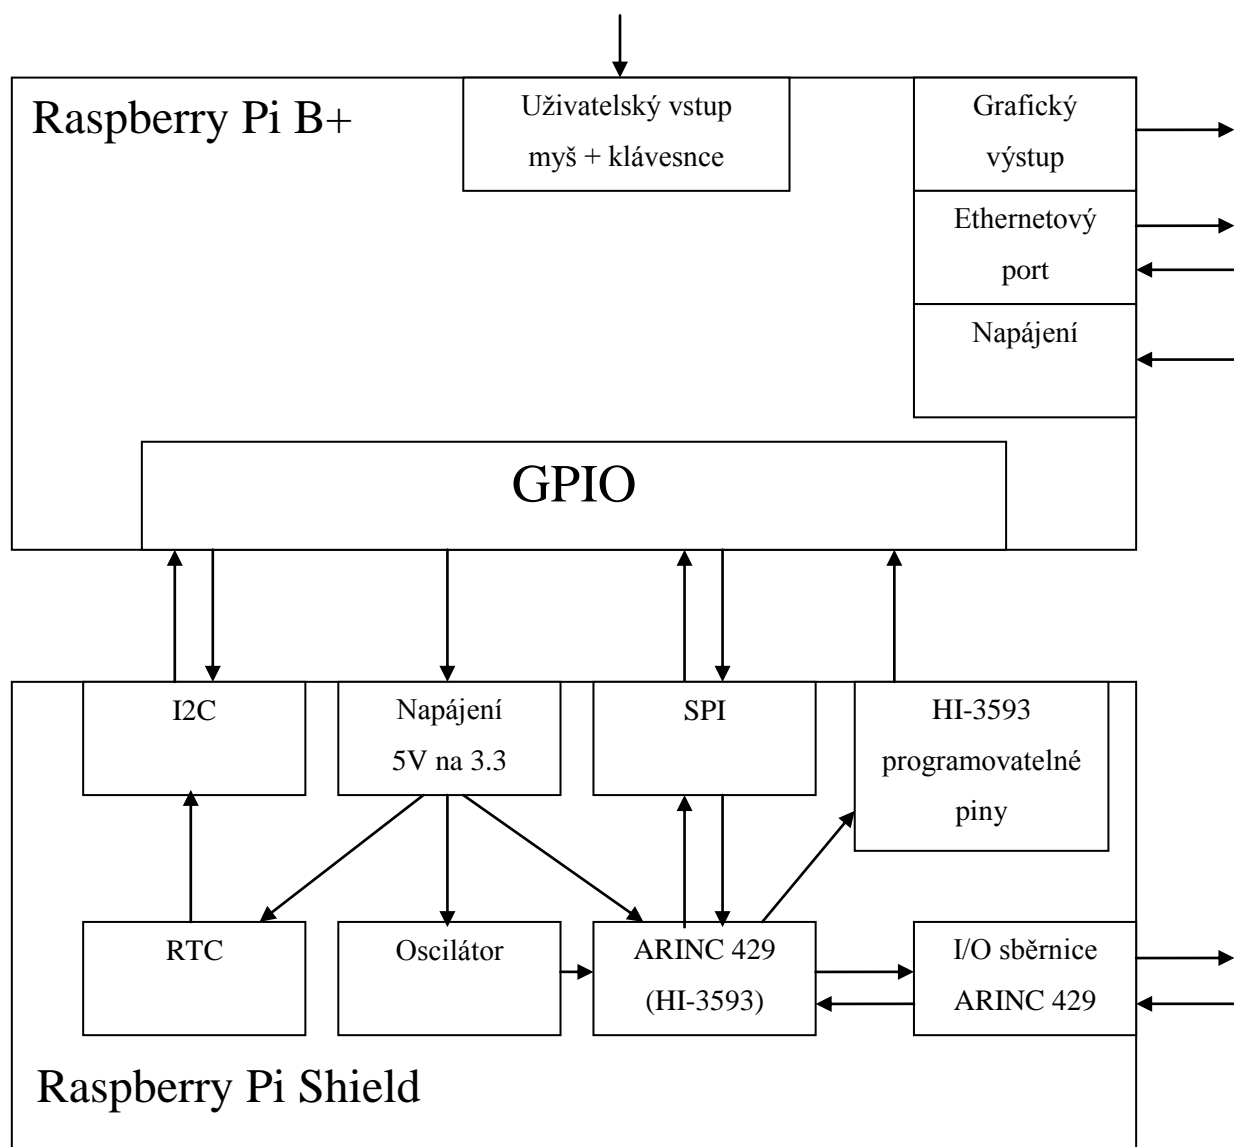 Raspberry Pi B+
Uživatelský vstup
myš + klávesnce
Grafický
výstup
Ethernetový
port
Napájení
GPIO
I2C
Napájení
5V na 3.3
SPI
HI-3593
programovatelné
piny
RTC
Oscilátor
ARINC 429
(HI-3593)
I/O sběrnice
ARINC 429
Raspberry Pi Shield